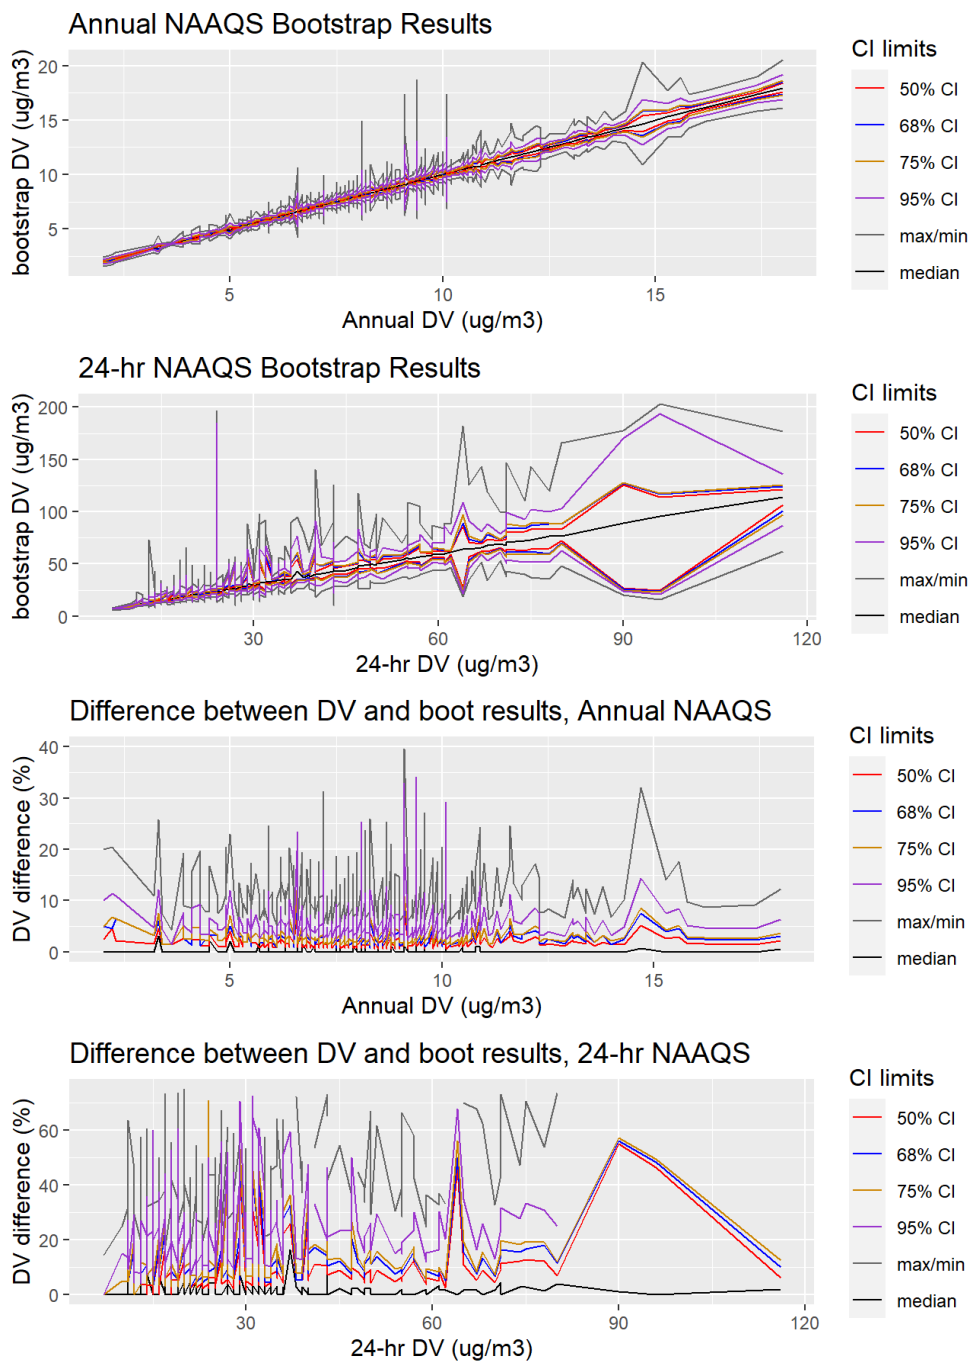 Annual NAAQS Bootstrap Results
bootstrap DV (ug/m3)
20
15
10
5
5
10
15
Annual DV (ug/m3)
CI limits
50% CI
68% CI
75% CI
95% CI
max/min
median
24-hr NAAQS Bootstrap Results
bootstrap DV (ug/m3)
200
150
100
50
0
30
60
90
120
24-hr DV (ug/m3)
CI limits
50% CI
68% CI
75% CI
95% CI
max/min
median
Difference between DV and boot results, Annual NAAQS
DV difference (%)
40
30
20
10
0
5
10
15
Annual DV (ug/m3)
CI limits
50% CI
68% CI
75% CI
95% CI
max/min
median
Difference between DV and boot results, 24-hr NAAQS
DV difference (%)
60
40
20
0
30
60
90
120
24-hr DV (ug/m3)
CI limits
50% CI
68% CI
75% CI
95% CI
max/min
median